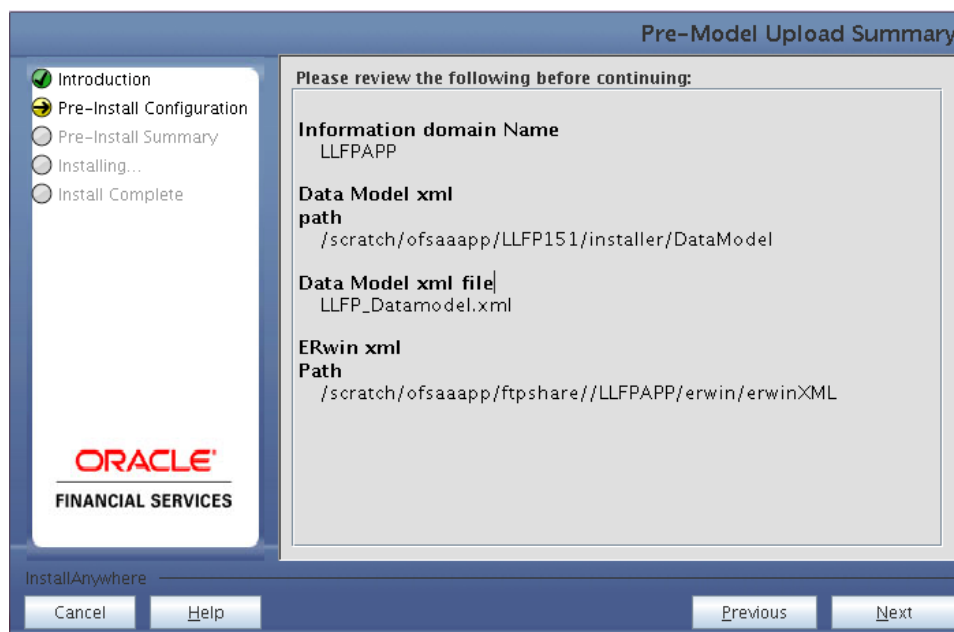 Pre-Model Upload Summary
Introduction
Pre-Install Configuration
Pre-Install Summary
Installing...
Install Complete
ORACLE
FINANCIAL SERVICES
Please review the following before continuing:
Information domain Name
LLFPAPP
Data Model xml
path
/scratch/ofsaaapp/LLFP151/installer/DataModel
Data Model xml file
LLFP_Datamodel.xml
ERwin xml
Path
/scratch/ofsaaapp/ftpshare//LLFPAPP/erwin/erwinXML
InstallAnywhere
Cancel
Help
Previous
Next